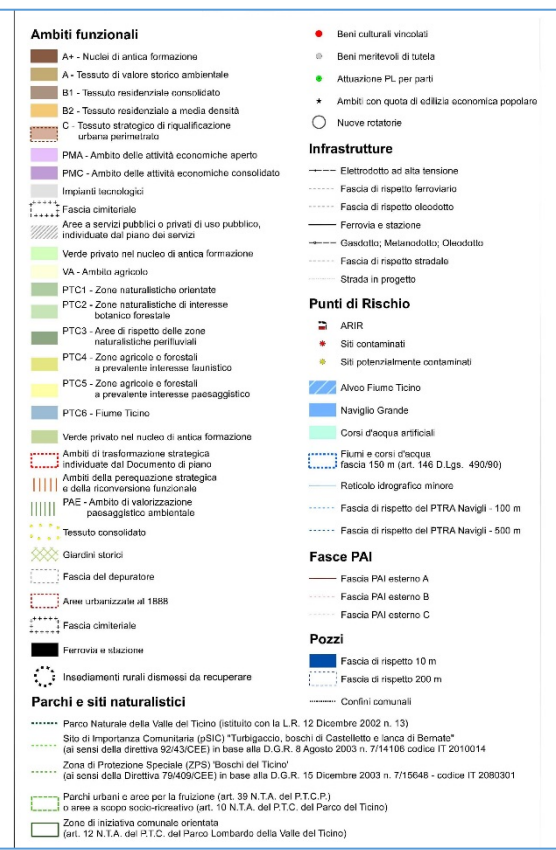 Ambiti funzionali
A+ - Nuclei di antica formazione
A - Tessuto di valore storico ambientale
B1 - Tessuto residenziale consolidato
B2 - Tessuto residenziale a media densità
C - Tessuto strategico di riqualificazione
urbana perimetrato
PMA - Ambito delle attività economiche aperto
PMC - Ambito delle attività economiche consolidato
Impianti tecnologici
Fascia cimiteriale
Aree a servizi pubblici o privati di uso pubblico,
individuate dal piano dei servizi
Verde privato nel nucleo di antica formazione
VA - Ambito agricolo
PTC1 - Zone naturalistiche orientate
PTC2 - Zone naturalistiche di interesse
botanico forestale
PTC3 - Aree di rispetto delle zone
naturalistiche perifluviali
PTC4 - Zone agricole e forestali
a prevalente interesse faunistico
PTC5 - Zone agricole e forestali
a prevalente interesse paesaggistico
PTC6 - Fiume Ticino
Verde privato nel nucleo di antica formazione
Ambiti di trasformazione strategica
individuate dal Documento di piano
Ambiti della perequazione strategica
e della riconversione funzionale
PAE - Ambito di valorizzazione
paesaggistico ambientale
Tessuto consolidato
Giardini storici
Fascia del depuratore
Aree urbanizzate al 1888
Fascia cimiteriale
Ferrovia e stazione
Insediamenti rurali dismessi da recuperare
Beni culturali vincolati
Beni meritevoli di tutela
Attuazione PL per parti
Ambiti con quota di edilizia economica popolare
Nuove rotatorie
Infrastrutture
Elettrodotto ad alta tensione
Fascia di rispetto ferroviario
Fascia di rispetto oleodotto
Ferrovia e stazione
Gasdotto; Metanodotto; Oleodotto
Fascia di rispetto stradale
Strada in progetto
Punti di Rischio
ARIR
Siti contaminati
Siti potenzialmente contaminati
Alveo Fiume Ticino
Naviglio Grande
Corsi d'acqua artificiali
Fiumi e corsi d'acqua
fascia 150 m (art. 146 D.Lgs. 490/90)
Reticolo idrografico minore
Fascia di rispetto del PTRA Navigli - 100 m
Fascia di rispetto del PTRA Navigli - 500 m
Fasce PAI
Fascia PAI esterno A
Fascia PAI esterno B
Fascia PAI esterno C
Pozzi
Fascia di rispetto 10 m
Fascia di rispetto 200 m
Confini comunali
Parchi e siti naturalistici
Parco Naturale della Valle del Ticino (istituito con la L.R. 12 Dicembre 2002 n. 13)
Sito di Importanza Comunitaria (pSIC) "Turbigaccio, boschi di Castelletto e lanca di Bernate"
(ai sensi della direttiva 92/43/CEE) in base alla D.G.R. 8 Agosto 2003 n. 7/14106 codice IT 2010014
Zona di Protezione Speciale (ZPS) 'Boschi del Ticino'
(ai sensi della Direttiva 79/409/CEE) in base alla D.G.R. 15 Dicembre 2003 n. 7/15648 - codice IT 2080301
Parchi urbani e aree per la fruizione (art. 39 N.T.A. del P.T.C.P.)
o aree a scopo socio-ricreativo (art. 10 N.T.A. del P.T.C. del Parco del Ticino)
Zone di iniziativa comunale orientata
(art. 12 N.T.A. del P.T.C. del Parco Lombardo della Valle del Ticino)